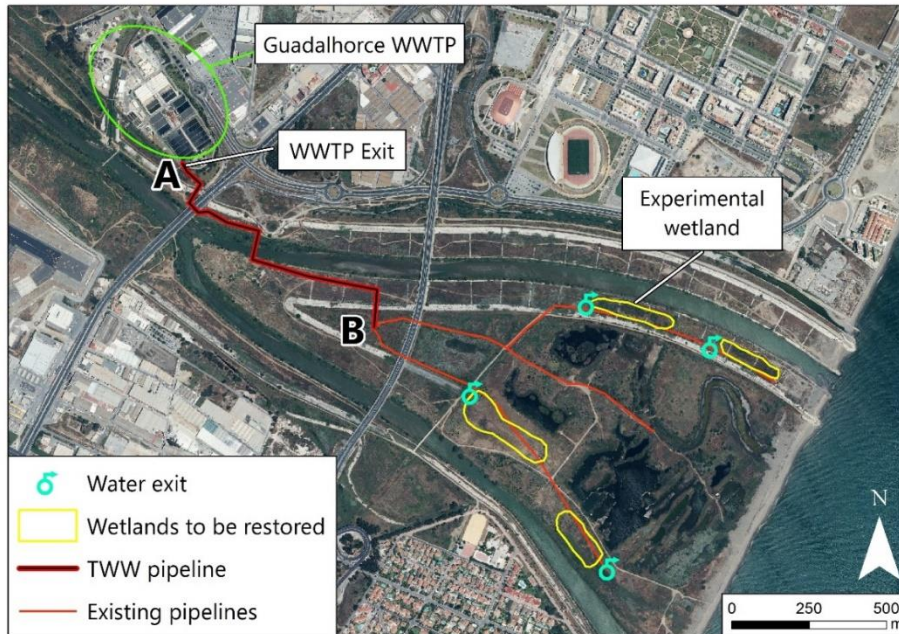 Guadalhorce WWTP
WWTP Exit
A
Experimental
wetland
B
Water exit
Wetlands to be restored
TWW pipeline
Existing pipelines
N
0 250 500
m